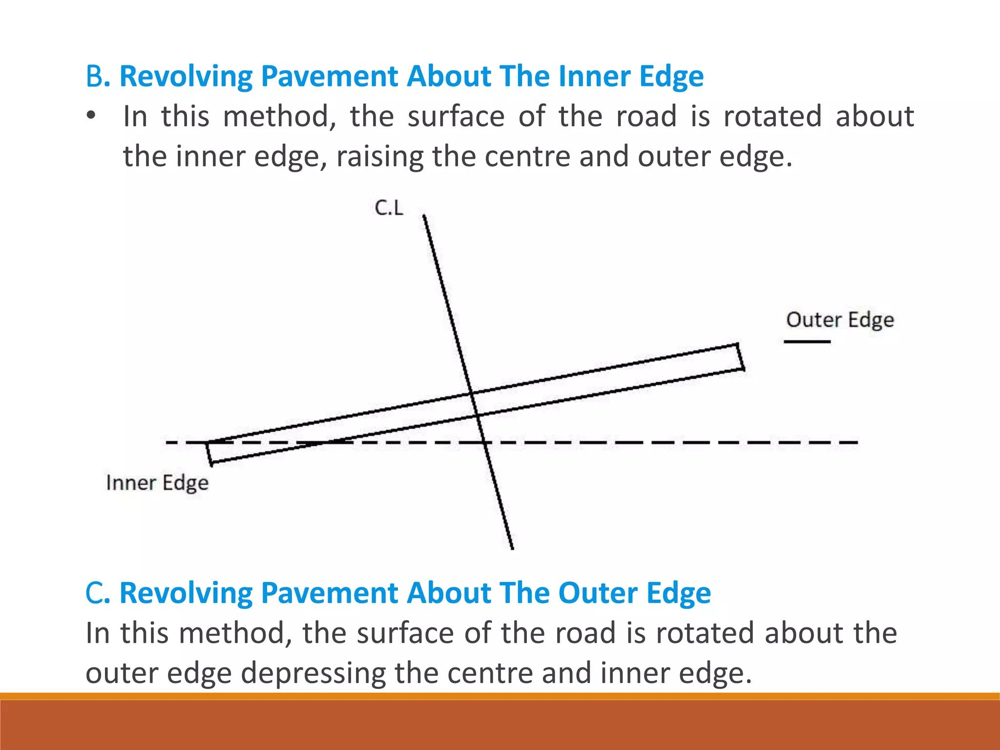 B. Revolving Pavement About The Inner Edge
• In this method, the surface of the road is rotated about
the inner edge, raising the centre and outer edge.
C.L
Outer Edge
Inner Edge
C. Revolving Pavement About The Outer Edge
In this method, the surface of the road is rotated about the
outer edge depressing the centre and inner edge.